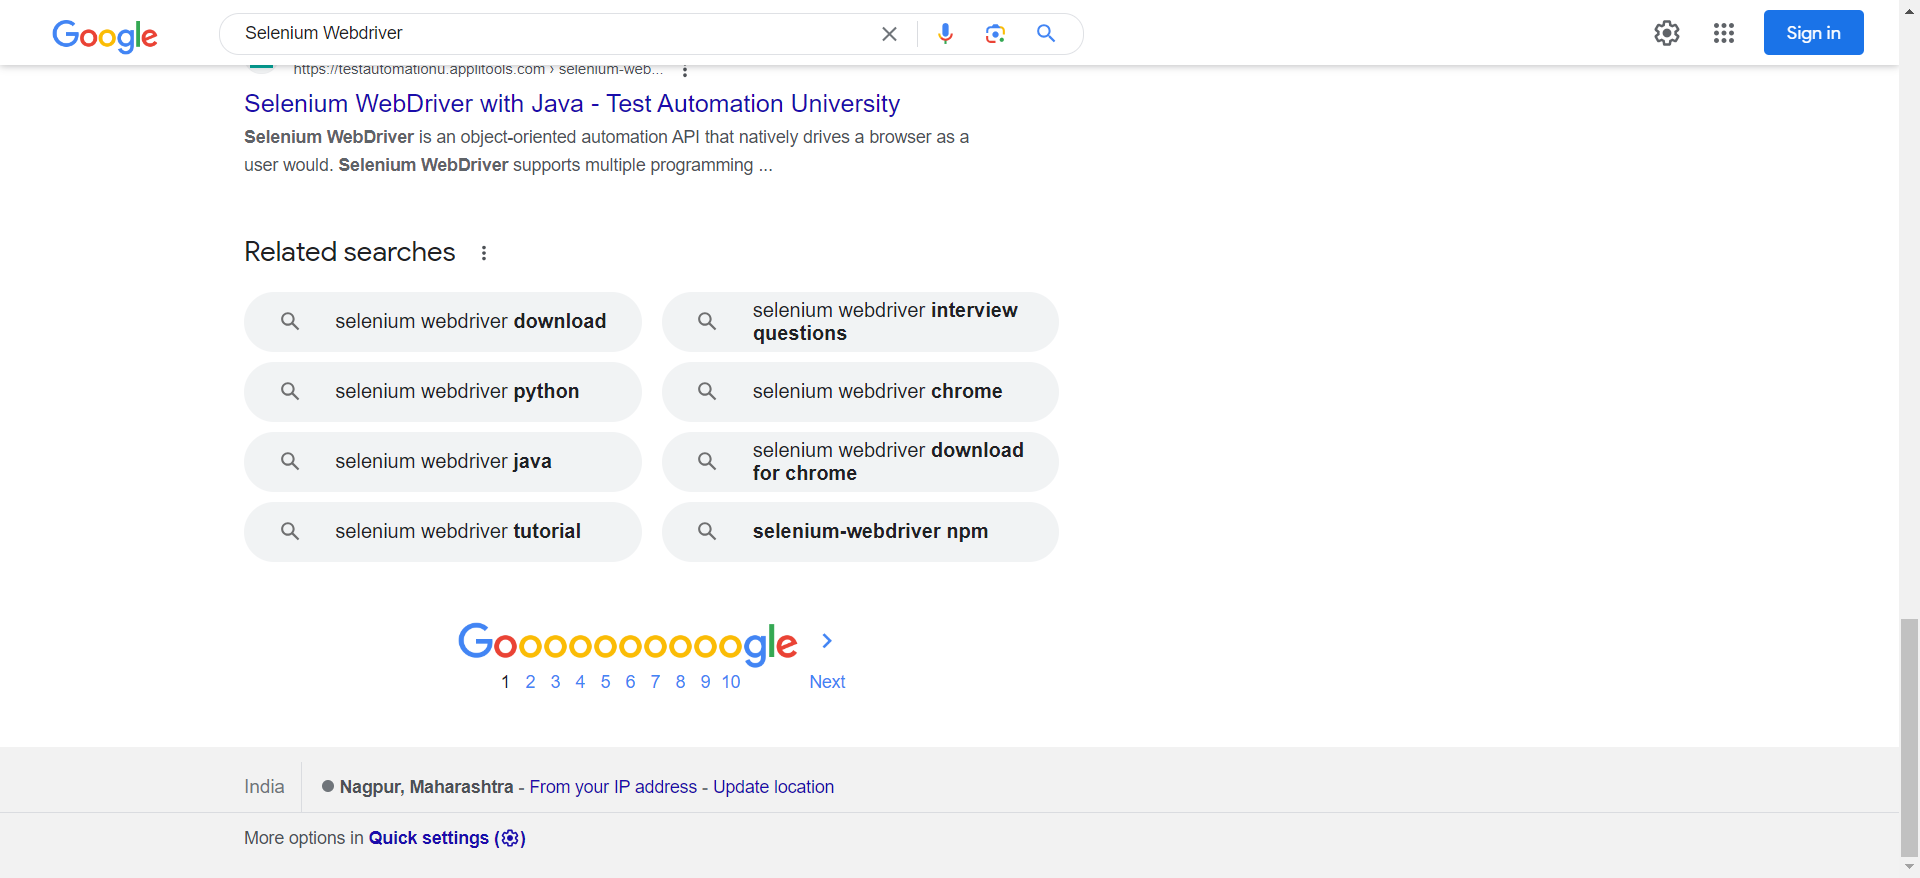 Google
Selenium Webdriver
Sign in
https://testautomationu.applitools.com › selenium-web...
Selenium WebDriver with Java - Test Automation University
Selenium WebDriver is an object-oriented automation API that natively drives a browser as a
user would. Selenium WebDriver supports multiple programming ...
Related searches
selenium webdriver download
selenium webdriver interview
questions
selenium webdriver python
selenium webdriver chrome
selenium webdriver java
selenium webdriver download
for chrome
selenium webdriver tutorial
selenium-webdriver npm
Goooooooooogle
1 2 3 4 5 6 7 8 9 10 Next
India
Nagpur, Maharashtra - From your IP address - Update location
More options in Quick settings ( )